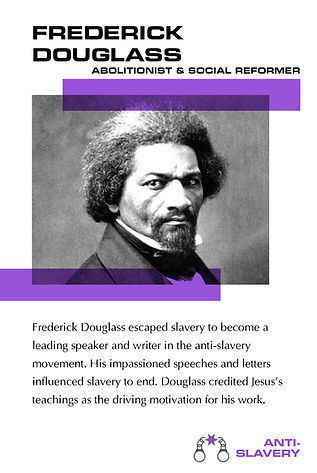 FREDERICK
DOUGLASS
ABOLITIONIST & SOCIAL REFORMER
Frederick Douglass escaped slavery to become a
leading speaker and writer in the anti-slavery
movement. His impassioned speeches and letters
influenced slavery to end. Douglass credited Jesus’s
teachings as the driving motivation for his work.
ANTI-
SLAVERY